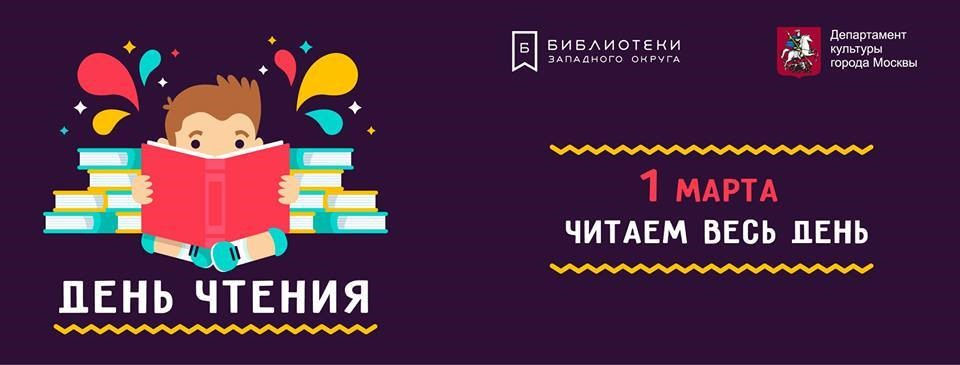 Б БИБЛИОТЕКИ
ЗАПАДНОГО ОКРУГА
Департамент
культуры
города Москвы
1 МАРТА
ЧИТАЕМ ВЕСЬ ДЕНЬ
ДЕНЬ ЧТЕНИЯ